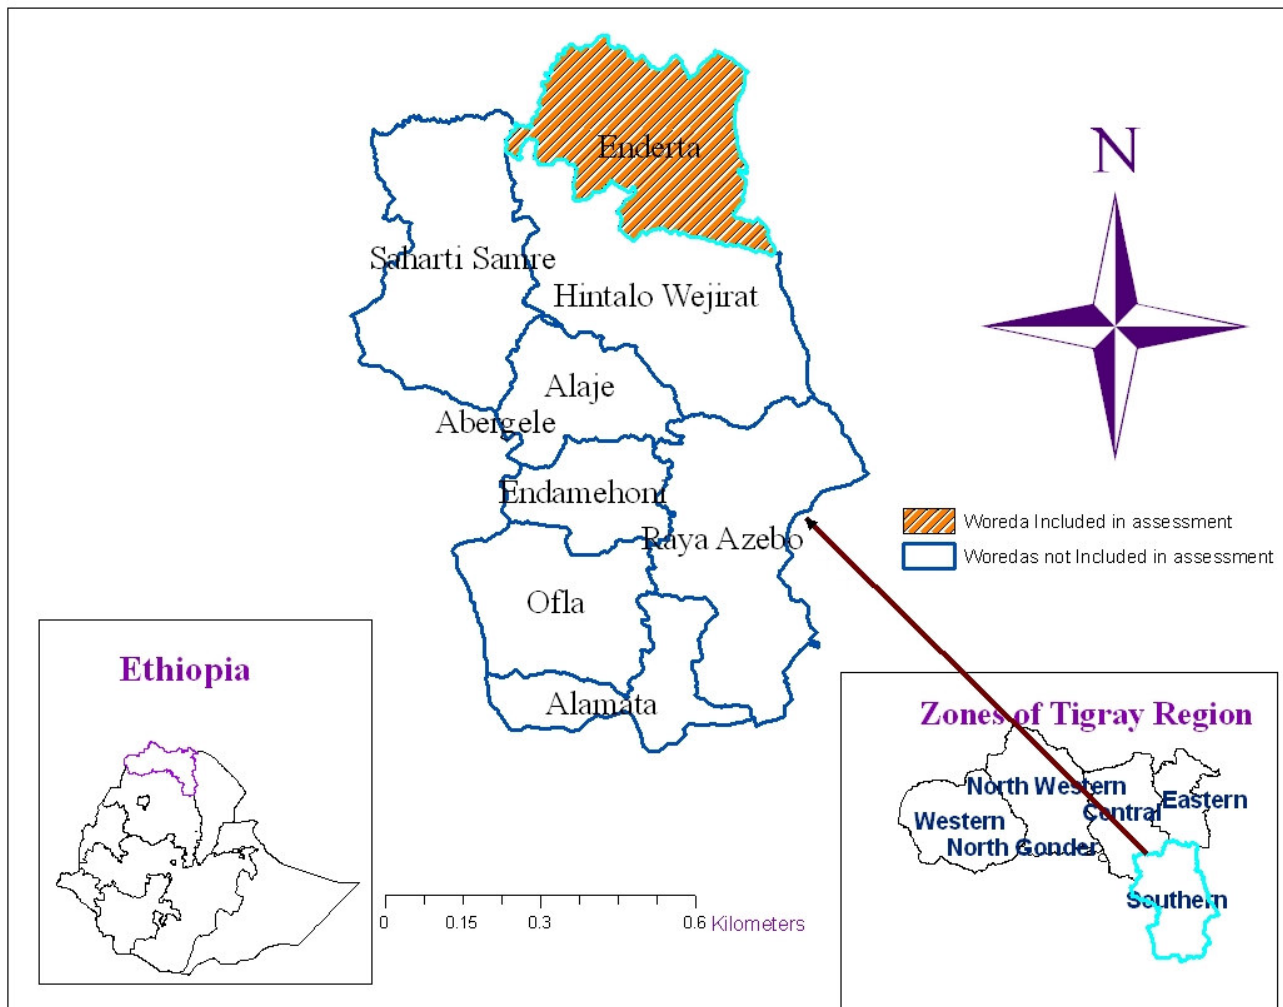 Enderta
N
Saharti Samre
Hintalo Wejirat
Alaje
Abergele
Endamehoni
Raya Azebo
Woreda Included in assessment
Woredas not Included in assessment
Ofla
Alamata
Ethiopia
Zones of Tigray Region
North Western
Central
Eastern
Western
North Gonder
Southern
0 0.15 0.3 0.6 Kilometers